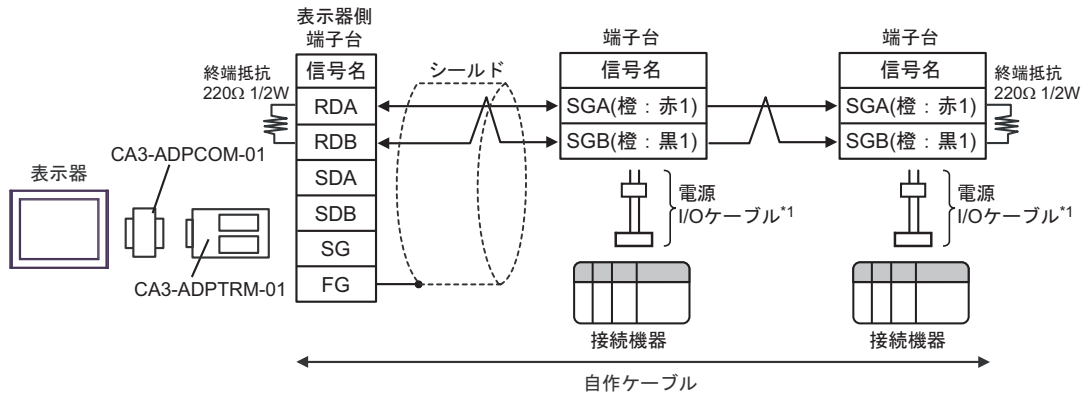 表示器側
端子台
端子台
端子台
信号名
シールド
信号名
信号名
終端抵抗
220Ω 1/2W
終端抵抗
220Ω 1/2W
RDA
SGA(橙：赤1)
SGA(橙：赤1)
RDB
SGB(橙：黒1)
SGB(橙：黒1)
CA3-ADPCOM-01
表示器
SDA
SDB
電源
I/Oケーブル*1
電源
I/Oケーブル*1
SG
CA3-ADPTRM-01
FG
接続機器
接続機器
自作ケーブル